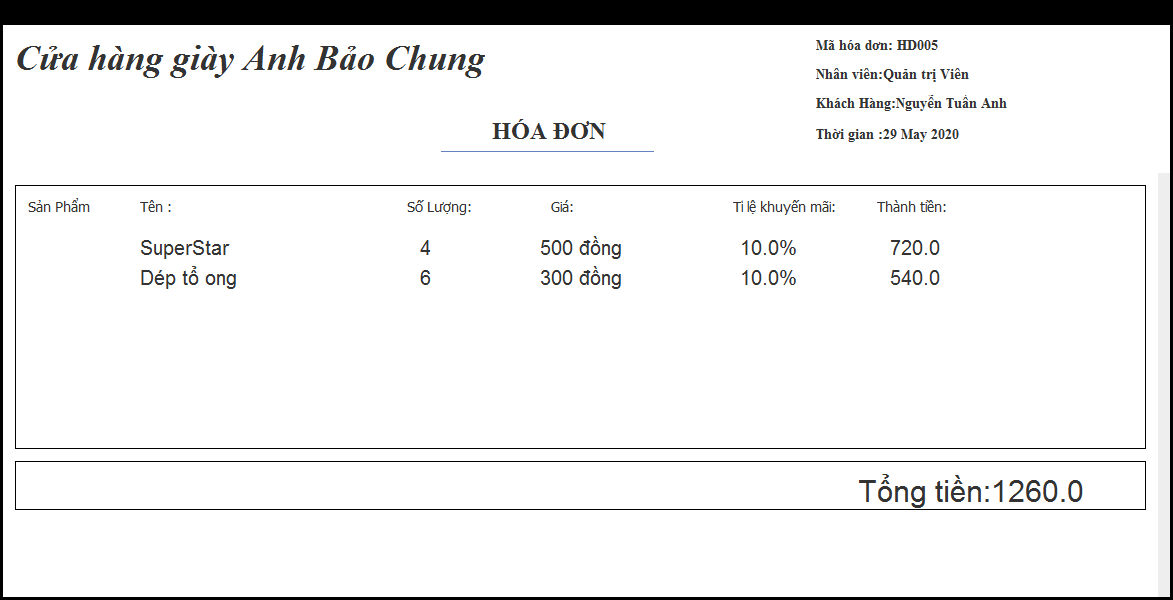 Cửa hàng giày Anh Bảo Chung
Mã hóa đơn: HD005
Nhân viên:Quản trị Viên
Khách Hàng:Nguyễn Tuấn Anh
Thời gian :29 May 2020
HÓA ĐƠN
Sản Phẩm Tên : Số Lượng: Giá: Ti lệ khuyến mãi: Thành tiền:
SuperStar 4 500 đồng 10.0% 720.0
Dép tổ ong 6 300 đồng 10.0% 540.0
Tổng tiền:1260.0